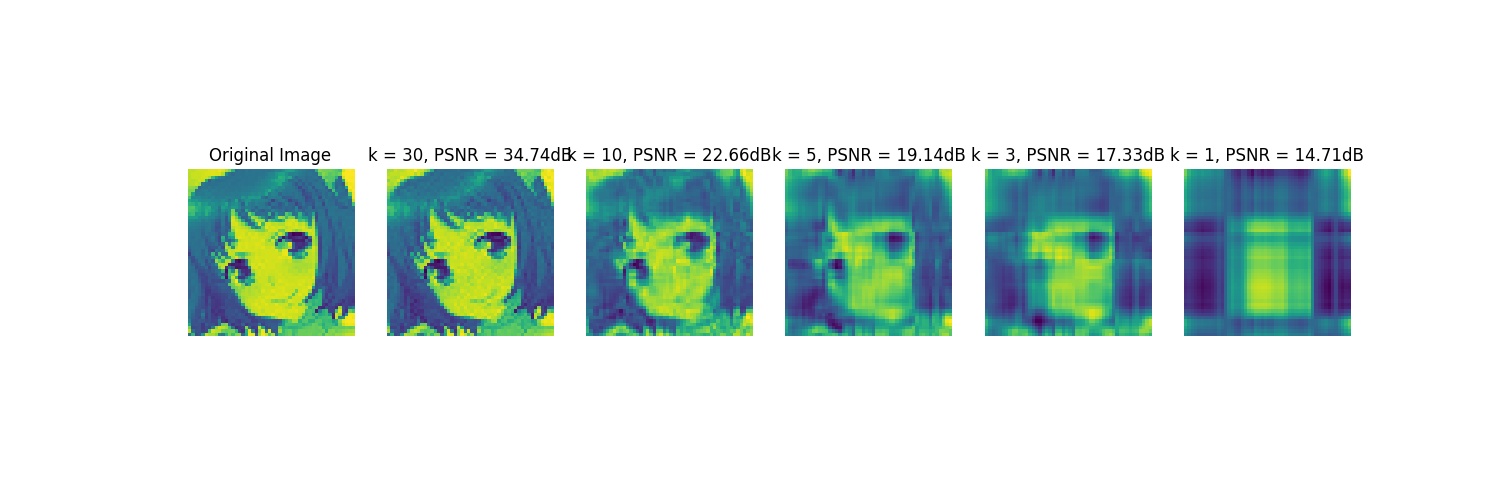 Original Image
k = 30, PSNR = 34.74dB
k = 10, PSNR = 22.66dB
k = 5, PSNR = 19.14dB
k = 3, PSNR = 17.33dB
k = 1, PSNR = 14.71dB